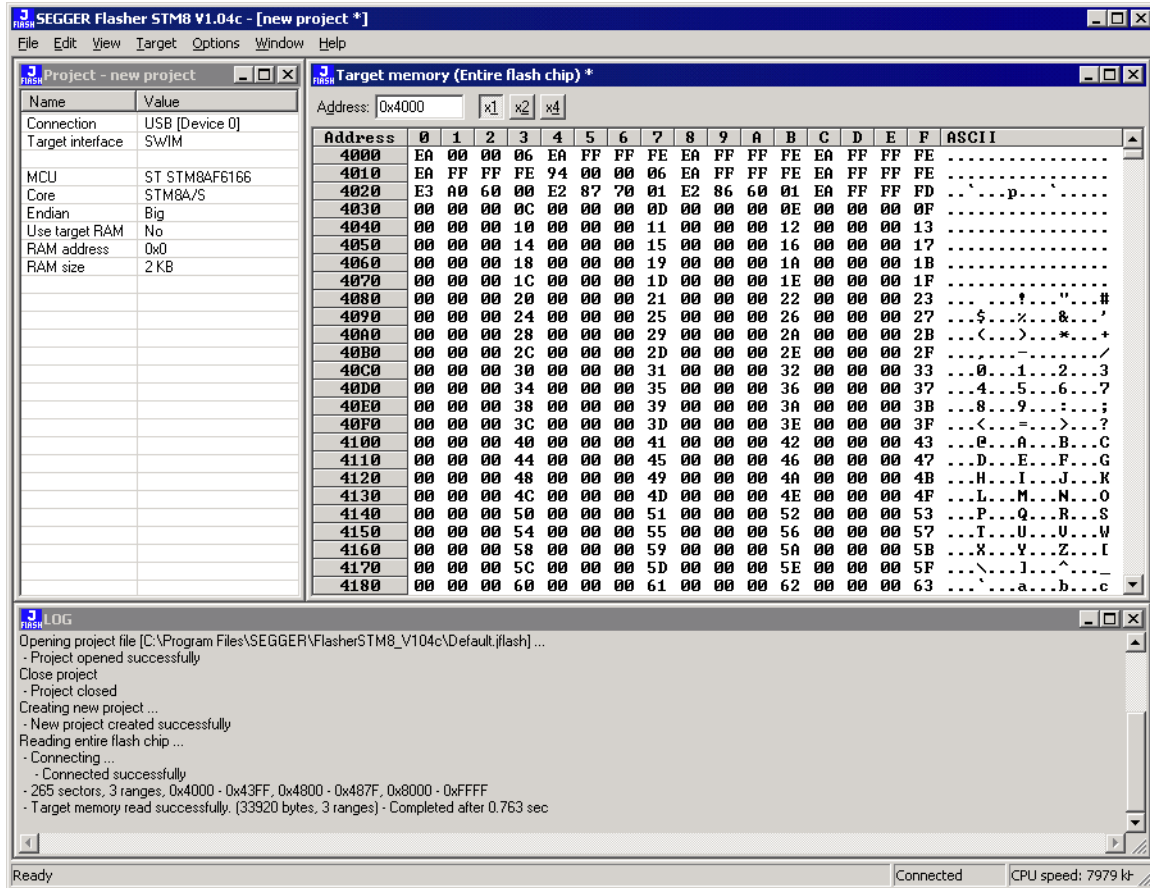 SEGGER Flasher STM8 V1.04c - [new project *]
File Edit View Target Options Window Help
Project - new project
Name Value
Connection USB [Device 0]
Target interface SWIM
MCU ST STM8AF6166
Core STM8A/S
Endian Big
Use target RAM No
RAM address 0x0
RAM size 2 KB
Target memory (Entire flash chip) *
Address: 0x4000 x1 x2 x4
Address 0 1 2 3 4 5 6 7 8 9 A B C D E F ASCII
4000 EA 00 00 06 EA FF FF FE EA FF FF FE EA FF FF FE ................
4010 EA FF FF FE 94 00 00 06 EA FF FF FE EA FF FF FE ................
4020 E3 A0 60 00 E2 87 70 01 E2 86 60 01 EA FF FF FD ..`...p...`.....
4030 00 00 00 0C 00 00 00 0D 00 00 00 0E 00 00 00 0F ................
4040 00 00 00 10 00 00 00 11 00 00 00 12 00 00 00 13 ................
4050 00 00 00 14 00 00 00 15 00 00 00 16 00 00 00 17 ................
4060 00 00 00 18 00 00 00 19 00 00 00 1A 00 00 00 1B ................
4070 00 00 00 1C 00 00 00 1D 00 00 00 1E 00 00 00 1F ................
4080 00 00 00 20 00 00 00 21 00 00 00 22 00 00 00 23 ... ...!..."...#
4090 00 00 00 24 00 00 00 25 00 00 00 26 00 00 00 27 ...$...%...&...'
40A0 00 00 00 28 00 00 00 29 00 00 00 2A 00 00 00 2B ...(...)...*...+
40B0 00 00 00 2C 00 00 00 2D 00 00 00 2E 00 00 00 2F ...,...-......./
40C0 00 00 00 30 00 00 00 31 00 00 00 32 00 00 00 33 ...0...1...2...3
40D0 00 00 00 34 00 00 00 35 00 00 00 36 00 00 00 37 ...4...5...6...7
40E0 00 00 00 38 00 00 00 39 00 00 00 3A 00 00 00 3B ...8...9...:...;
40F0 00 00 00 3C 00 00 00 3D 00 00 00 3E 00 00 00 3F ...<...=...>...?
4100 00 00 00 40 00 00 00 41 00 00 00 42 00 00 00 43 ...@...A...B...C
4110 00 00 00 44 00 00 00 45 00 00 00 46 00 00 00 47 ...D...E...F...G
4120 00 00 00 48 00 00 00 49 00 00 00 4A 00 00 00 4B ...H...I...J...K
4130 00 00 00 4C 00 00 00 4D 00 00 00 4E 00 00 00 4F ...L...M...N...O
4140 00 00 00 50 00 00 00 51 00 00 00 52 00 00 00 53 ...P...Q...R...S
4150 00 00 00 54 00 00 00 55 00 00 00 56 00 00 00 57 ...T...U...V...W
4160 00 00 00 58 00 00 00 59 00 00 00 5A 00 00 00 5B ...X...Y...Z...[
4170 00 00 00 5C 00 00 00 5D 00 00 00 5E 00 00 00 5F ...\...]...^..._
4180 00 00 00 60 00 00 00 61 00 00 00 62 00 00 00 63 ...`...a...b...c
LOG
Opening project file [C:\Program Files\SEGGER\FlasherSTM8_V104c\Default.jflash] ...
- Project opened successfully
Close project
- Project closed
Creating new project ...
- New project created successfully
Reading entire flash chip ...
- Connecting ...
- Connected successfully
- 265 sectors, 3 ranges, 0x4000 - 0x43FF, 0x4800 - 0x487F, 0x8000 - 0xFFFF
- Target memory read successfully. (33920 bytes, 3 ranges) - Completed after 0.763 sec
Ready Connected CPU speed: 7979 kH